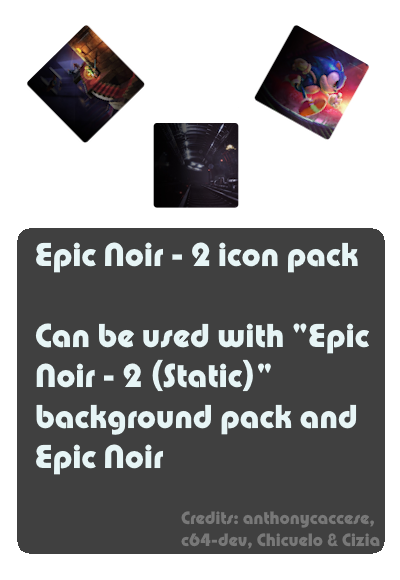 Epic Noir - 2 icon pack
Can be used with "Epic
Noir - 2 (Static)"
background pack and
Epic Noir
Credits: anthonycaccese,
c64-dev, Chicuelo & Cizia